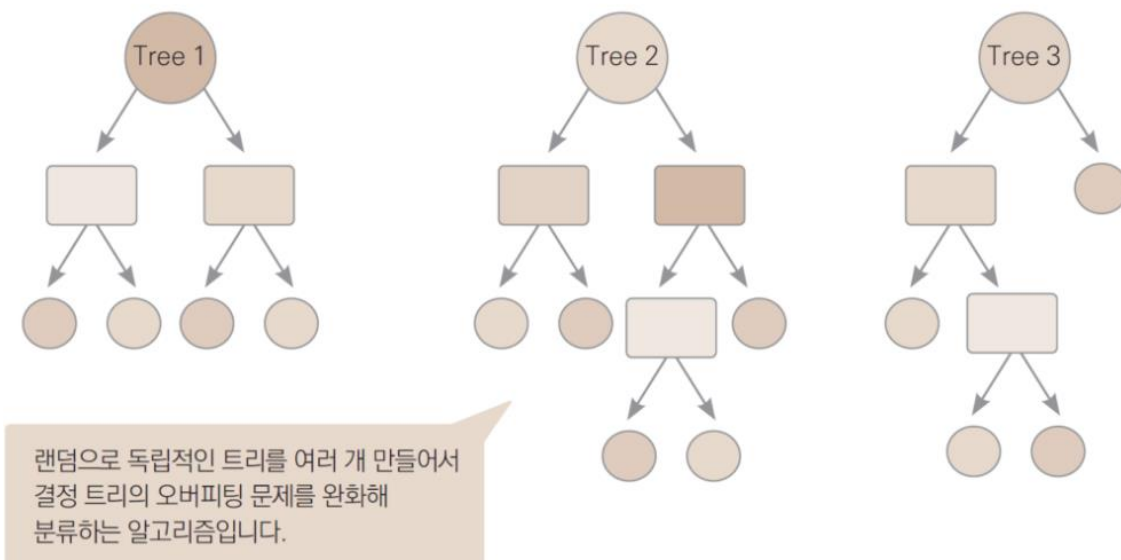 Tree 1
Tree 2
Tree 3
랜덤으로 독립적인 트리를 여러 개 만들어서
결정 트리의 오버피팅 문제를 완화해
분류하는 알고리즘입니다.